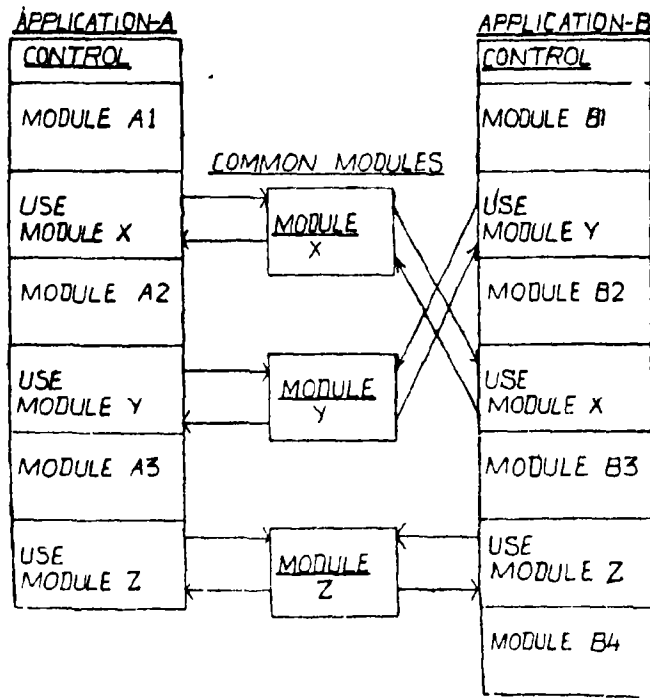 APPLICATION-A
CONTROL
MODULE A1
USE
MODULE X
MODULE A2
USE
MODULE Y
MODULE A3
USE
MODULE Z
COMMON MODULES
MODULE
X
MODULE
Y
MODULE
Z
APPLICATION-B
CONTROL
MODULE B1
USE
MODULE Y
MODULE B2
USE
MODULE X
MODULE B3
USE
MODULE Z
MODULE B4